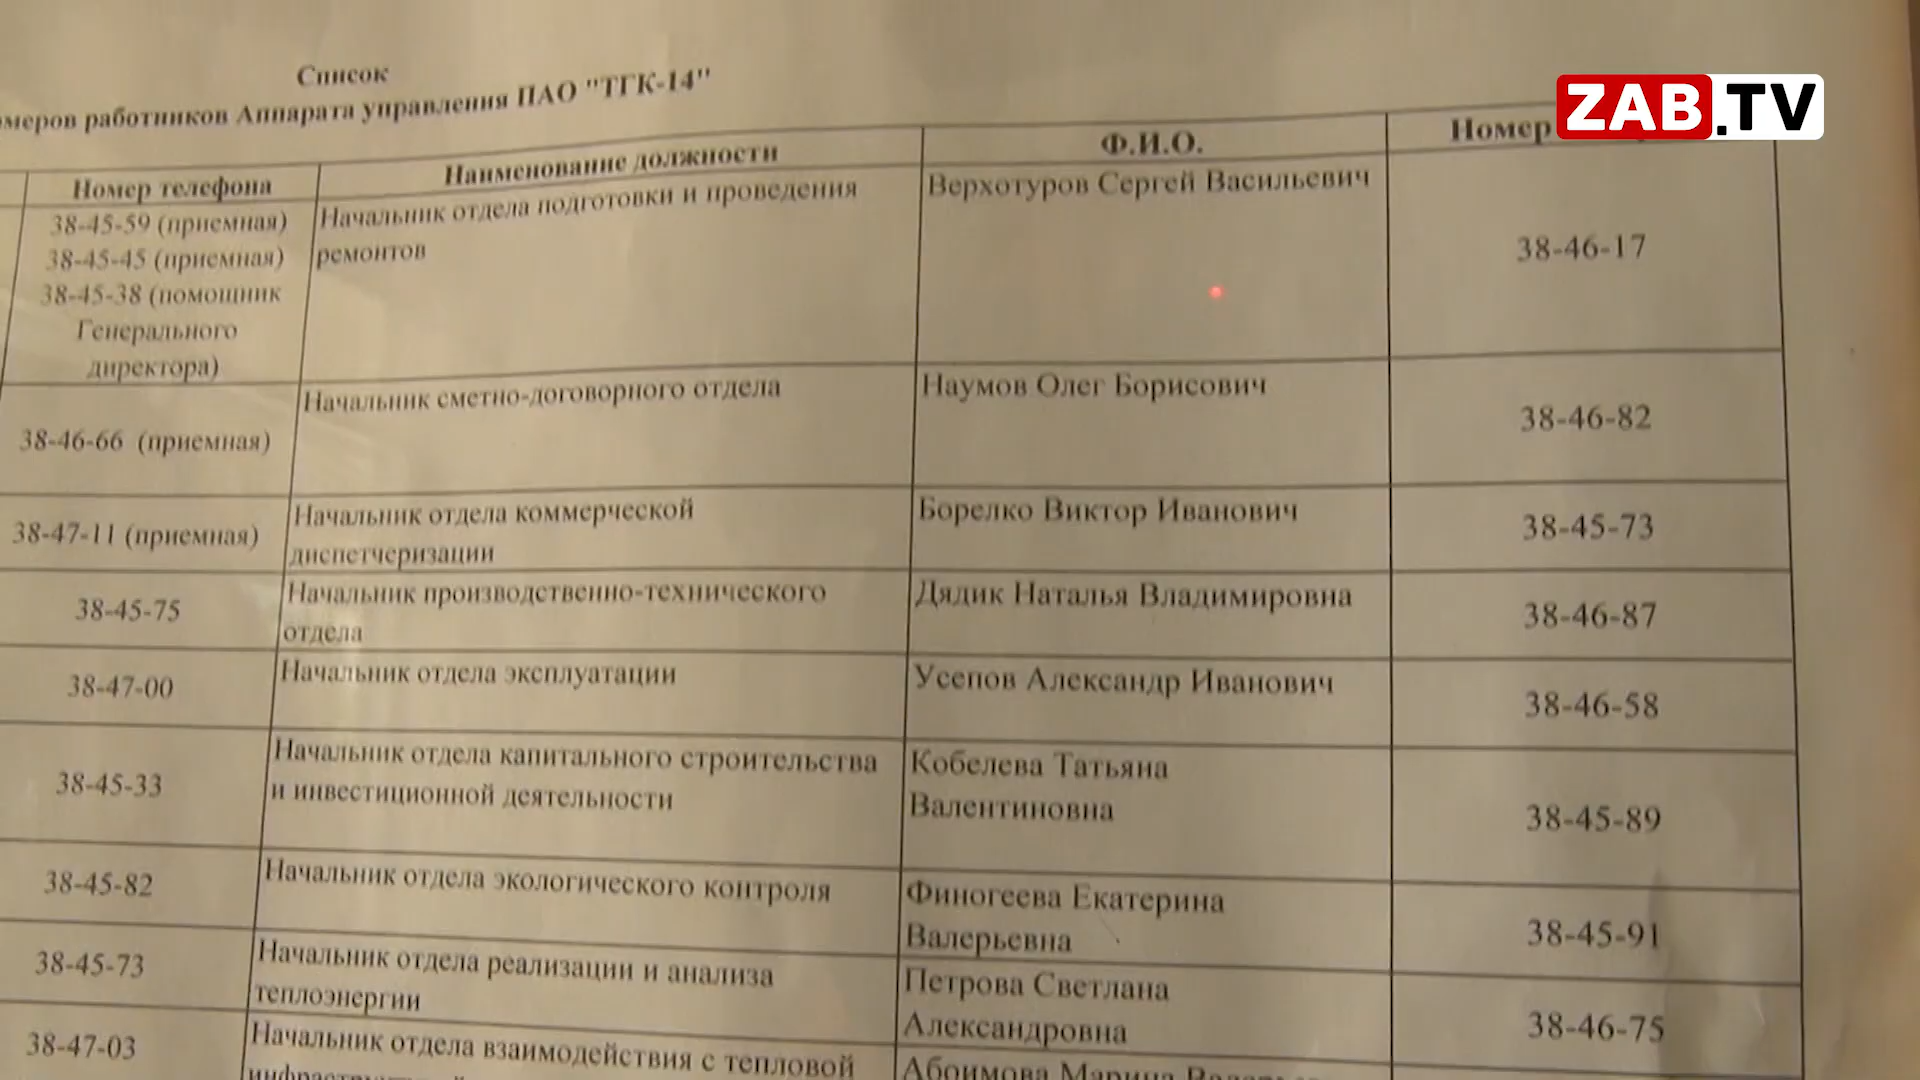 Список
работников Аппарата управления ПАО "ТГК-14"
ZAB.TV
Номер телефона
Наименование должности
Ф.И.О.
Номер
38-45-59 (приемная)
38-45-45 (приемная)
38-45-38 (помощник
Генерального
директора)
Начальник отдела подготовки и проведения
ремонтов
Верхотуров Сергей Васильевич
38-46-17
38-46-66 (приемная)
Начальник сметно-договорного отдела
Наумов Олег Борисович
38-46-82
38-47-11 (приемная)
Начальник отдела коммерческой
диспетчеризации
Борелко Виктор Иванович
38-45-73
38-45-75
Начальник производственно-технического
отдела
Дядик Наталья Владимировна
38-46-87
38-47-00
Начальник отдела эксплуатации
Усепов Александр Иванович
38-46-58
38-45-33
Начальник отдела капитального строительства
и инвестиционной деятельности
Кобелева Татьяна
Валентиновна
38-45-89
38-45-82
Начальник отдела экологического контроля
Финогеева Екатерина
Валерьевна
38-45-91
38-45-73
Начальник отдела реализации и анализа
теплоэнергии
Петрова Светлана
Александровна
38-46-75
38-47-03
Начальник отдела взаимодействия с тепловой
Абоимова Марина